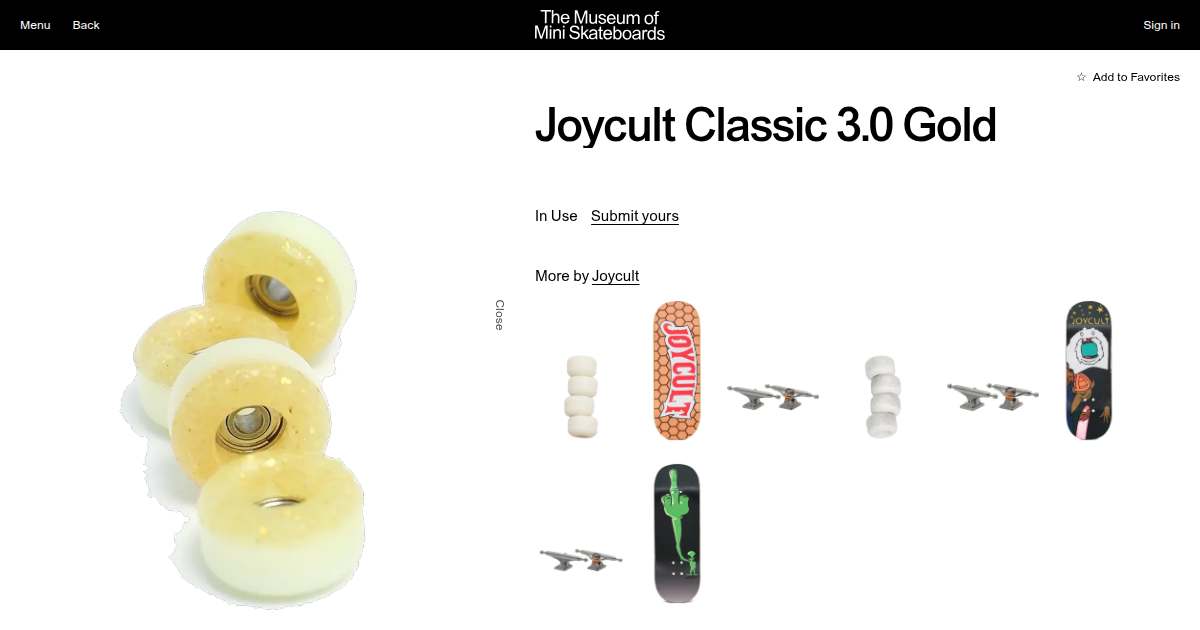 Menu
Back
The Museum of
Mini Skateboards
Sign in
☆ Add to Favorites
Joycult Classic 3.0 Gold
In Use
Submit yours
More by Joycult
Close
JOYCULT
JOYCULT